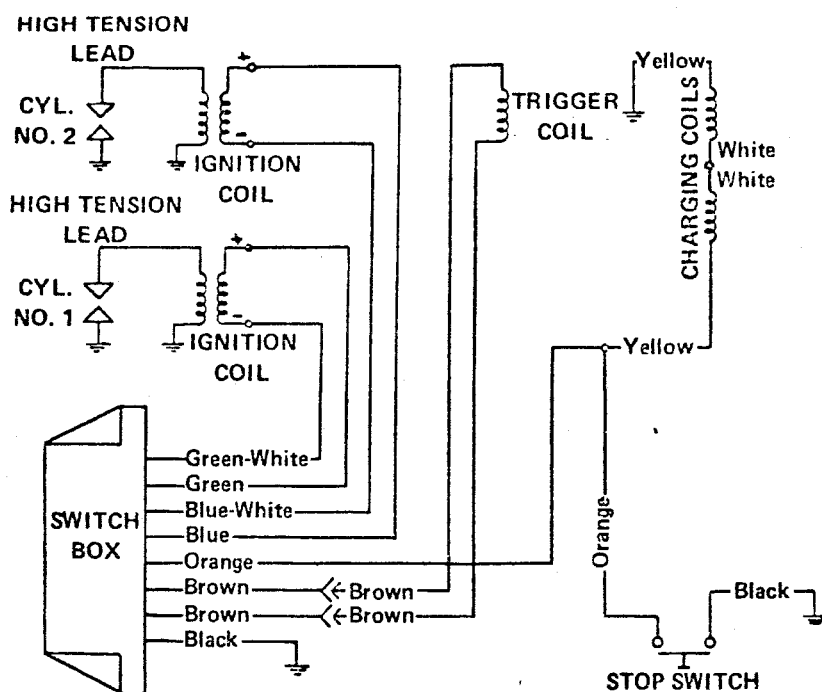 HIGH TENSION
LEAD
CYL.
NO. 2
+
-
IGNITION
COIL
TRIGGER
COIL
Yellow
CHARGING COILS
White
White
HIGH TENSION
LEAD
CYL.
NO. 1
+
-
IGNITION
COIL
Yellow
SWITCH
BOX
Green-White
Green
Blue-White
Blue
Orange
Brown
Brown
Brown
Brown
Black
Orange
Black
STOP SWITCH